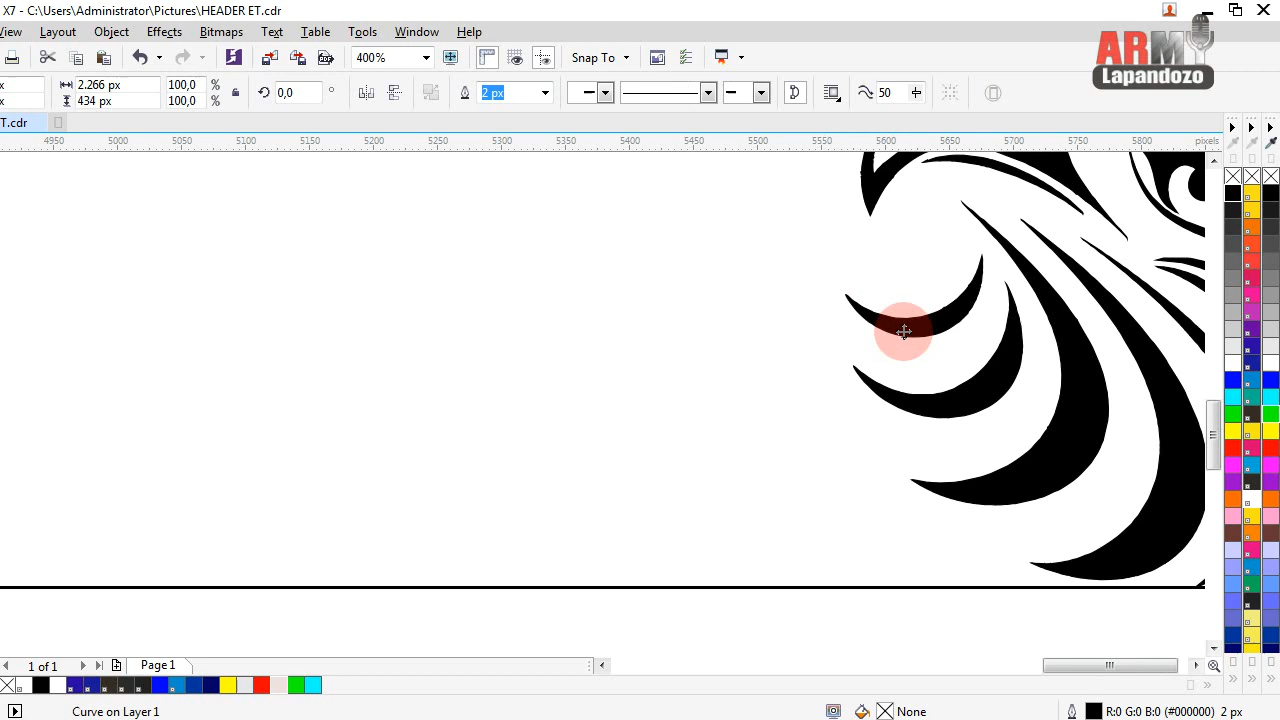 X7 - C:\Users\Administrator\Pictures\HEADER ET.cdr
View Layout Object Effects Bitmaps Text Table Tools Window Help
ARM
Lapandozo
400% Snap To
x 2.266 px 100,0 % 0,0 ° 2 px 50
x 434 px 100,0 %
T.cdr
4950 5000 5050 5100 5150 5200 5250 5300 5350 5400 5450 5500 5550 5600 5650 5700 5750 5800 pixels
1 of 1 Page 1
Curve on Layer 1 None R:0 G:0 B:0 (#000000) 2 px